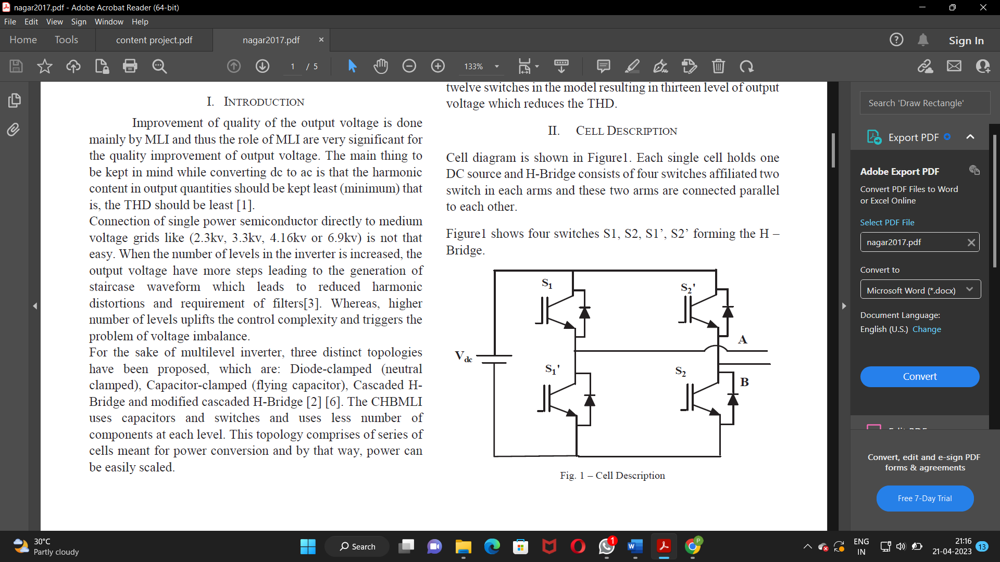 nagar2017.pdf - Adobe Acrobat Reader (64-bit)
File Edit View Sign Window Help
Home Tools content project.pdf nagar2017.pdf × Sign In
1 / 5 133%
I. INTRODUCTION
Improvement of quality of the output voltage is done
mainly by MLI and thus the role of MLI are very significant for
the quality improvement of output voltage. The main thing to
be kept in mind while converting dc to ac is that the harmonic
content in output quantities should be kept least (minimum) that
is, the THD should be least [1].
Connection of single power semiconductor directly to medium
voltage grids like (2.3kv, 3.3kv, 4.16kv or 6.9kv) is not that
easy. When the number of levels in the inverter is increased, the
output voltage have more steps leading to the generation of
staircase waveform which leads to reduced harmonic
distortions and requirement of filters[3]. Whereas, higher
number of levels uplifts the control complexity and triggers the
problem of voltage imbalance.
For the sake of multilevel inverter, three distinct topologies
have been proposed, which are: Diode-clamped (neutral
clamped), Capacitor-clamped (flying capacitor), Cascaded H-
Bridge and modified cascaded H-Bridge [2] [6]. The CHBMLI
uses capacitors and switches and uses less number of
components at each level. This topology comprises of series of
cells meant for power conversion and by that way, power can
be easily scaled.
twelve switches in the model resulting in thirteen level of output
voltage which reduces the THD.
II. CELL DESCRIPTION
Cell diagram is shown in Figure1. Each single cell holds one
DC source and H-Bridge consists of four switches affiliated two
switch in each arms and these two arms are connected parallel
to each other.
Figure1 shows four switches S1, S2, S1’, S2’ forming the H –
Bridge.
S1
S2'
A
Vdc
S1'
S2
B
Fig. 1 – Cell Description
Search 'Draw Rectangle'
Export PDF
Adobe Export PDF
Convert PDF Files to Word
or Excel Online
Select PDF File
nagar2017.pdf
Convert to
Microsoft Word (*.docx)
Document Language:
English (U.S.) Change
Convert
Convert, edit and e-sign PDF
forms & agreements
Free 7-Day Trial
30°C
Partly cloudy
Search
1
W
P
ENG
IN
21:16
21-04-2023
13